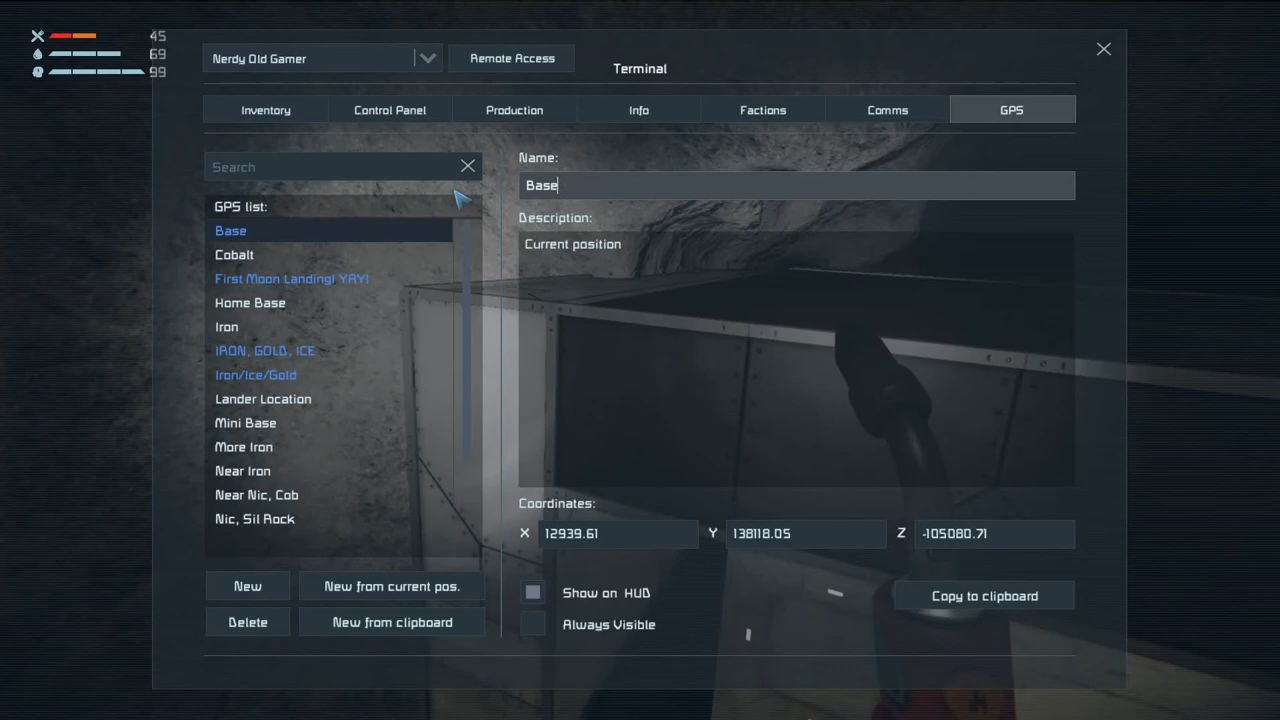 45
69
99
Nerdy Old Gamer
Remote Access
Terminal
Inventory
Control Panel
Production
Info
Factions
Comms
GPS
Search
GPS list:
Base
Cobalt
First Moon Landing! YAY!
Home Base
Iron
IRON, GOLD, ICE
Iron/Ice/Gold
Lander Location
Mini Base
More Iron
Near Iron
Near Nic, Cob
Nic, Sil Rock
New
New from current pos.
Delete
New from clipboard
Name:
Base
Description:
Current position
Coordinates:
X 12939.61 Y 138118.05 Z -105080.71
Show on HUD
Always Visible
Copy to clipboard